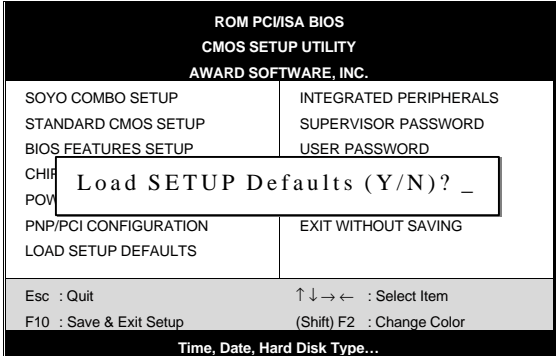 ROM PCI/ISA BIOS
CMOS SETUP UTILITY
AWARD SOFTWARE, INC.
SOYO COMBO SETUP
STANDARD CMOS SETUP
BIOS FEATURES SETUP
PNP/PCI CONFIGURATION
LOAD SETUP DEFAULTS
INTEGRATED PERIPHERALS
SUPERVISOR PASSWORD
USER PASSWORD
EXIT WITHOUT SAVING
Load SETUP Defaults (Y/N)? _
Esc : Quit
F10 : Save & Exit Setup
↑↓→← : Select Item
(Shift) F2 : Change Color
Time, Date, Hard Disk Type…